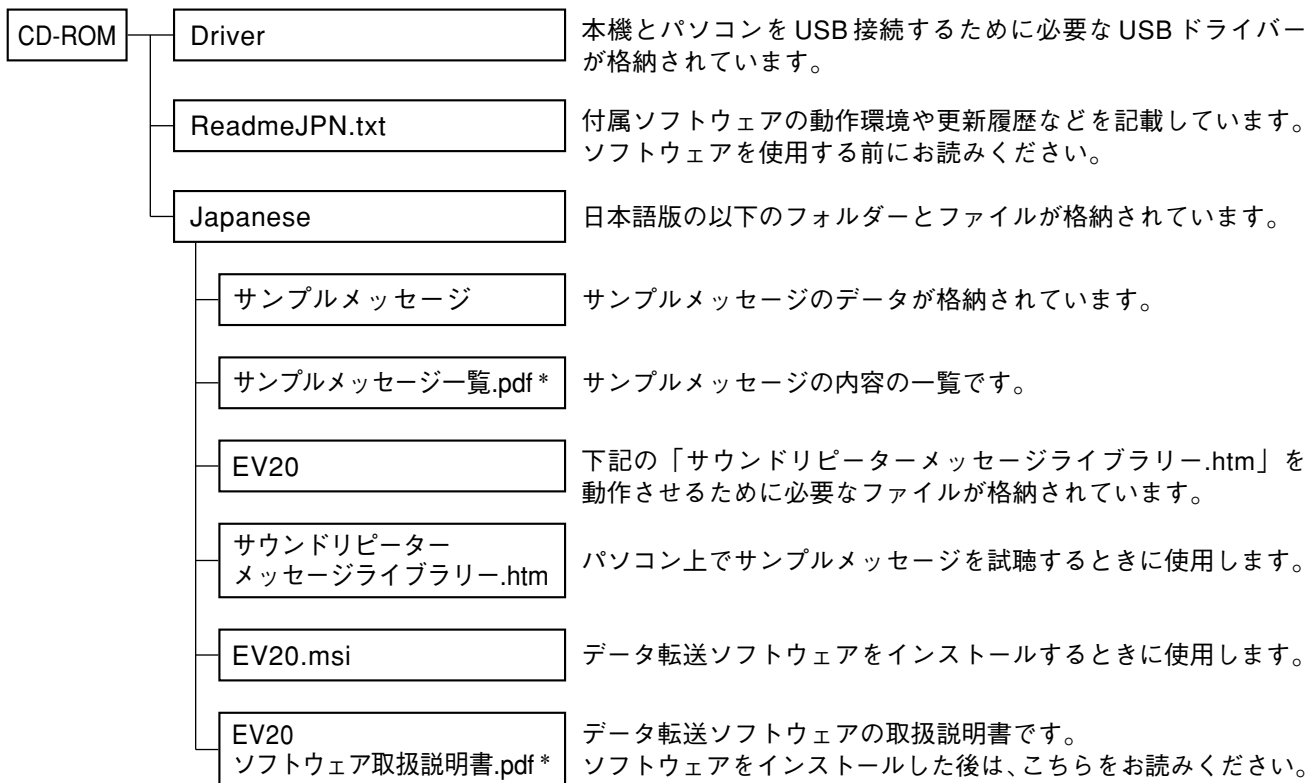 CD-ROM
Driver
本機とパソコンを USB 接続するために必要な USB ドライバー
が格納されています。
ReadmeJPN.txt
付属ソフトウェアの動作環境や更新履歴などを記載しています。
ソフトウェアを使用する前にお読みください。
Japanese
日本語版の以下のフォルダーとファイルが格納されています。
サンプルメッセージ
サンプルメッセージのデータが格納されています。
サンプルメッセージ一覧.pdf *
サンプルメッセージの内容の一覧です。
EV20
下記の「サウンドリピーターメッセージライブラリー.htm」を
動作させるために必要なファイルが格納されています。
サウンドリピーター
メッセージライブラリー.htm
パソコン上でサンプルメッセージを試聴するときに使用します。
EV20.msi
データ転送ソフトウェアをインストールするときに使用します。
EV20
ソフトウェア取扱説明書.pdf *
データ転送ソフトウェアの取扱説明書です。
ソフトウェアをインストールした後は、こちらをお読みください。